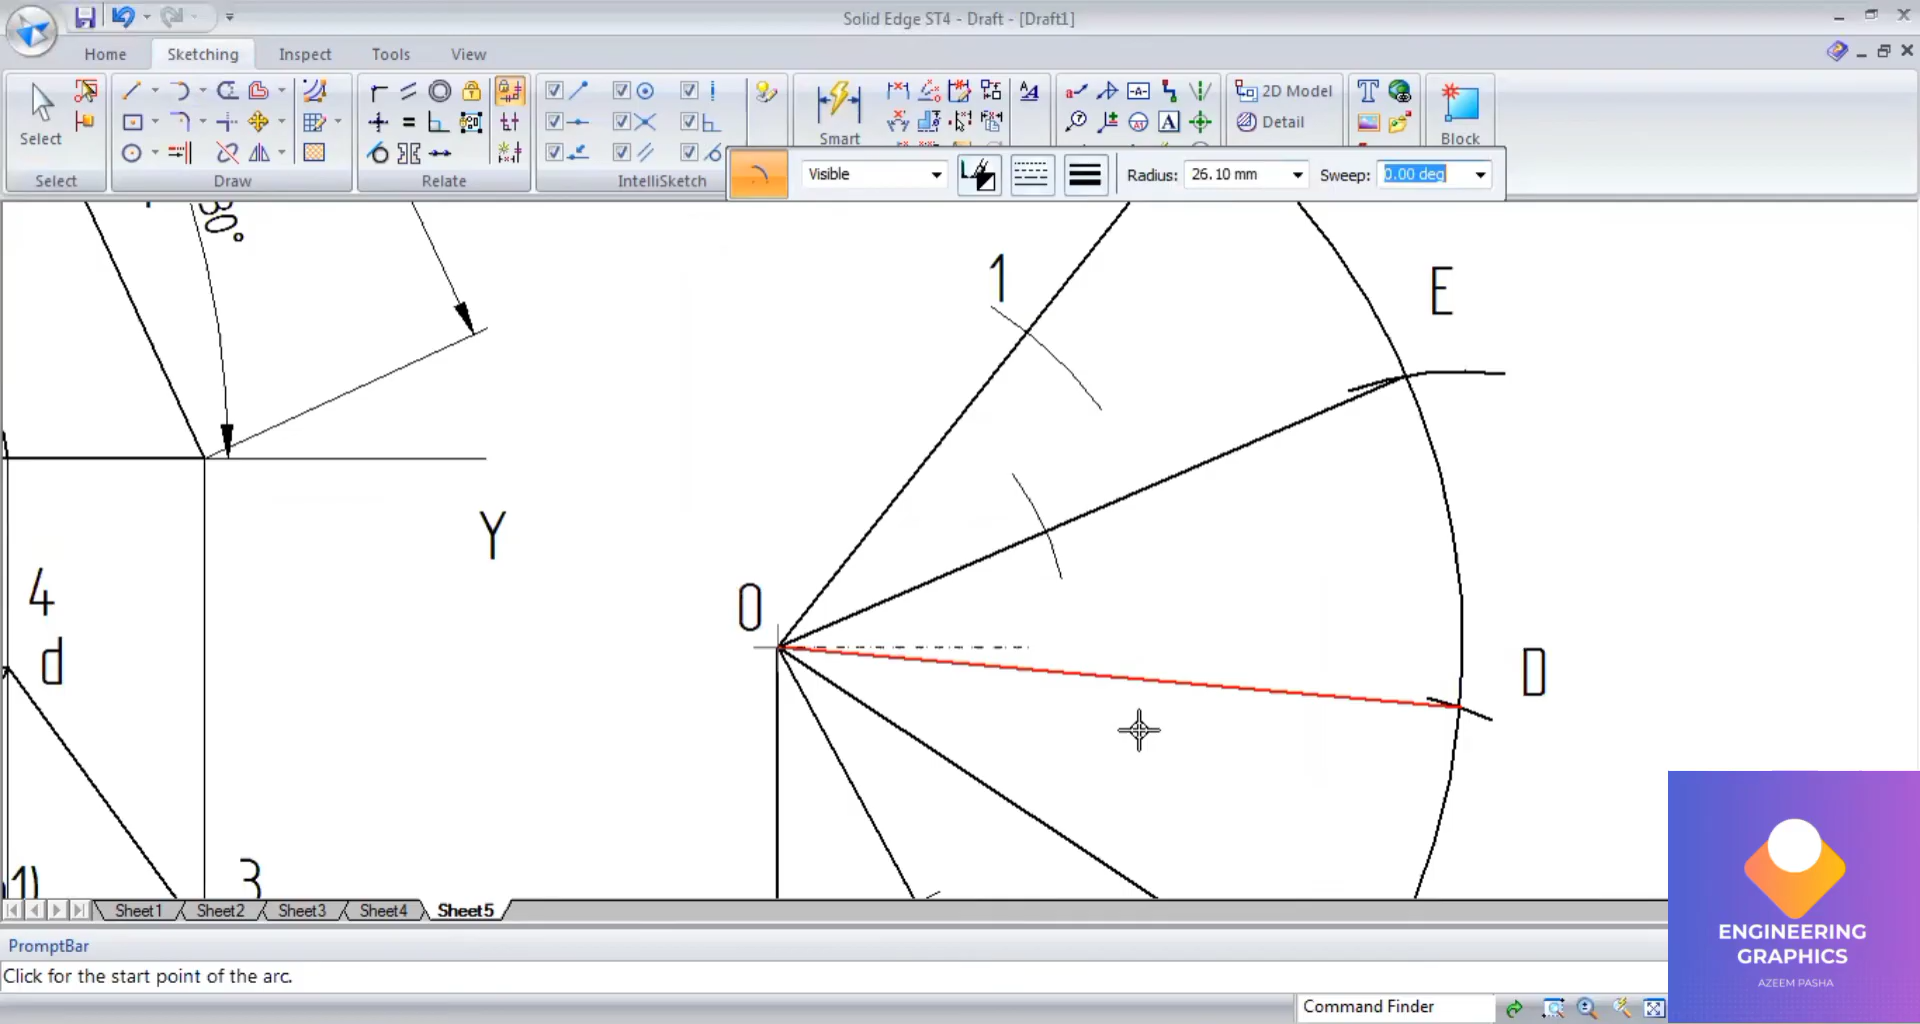 Solid Edge ST4 - Draft - [Draft1]
Home
Sketching
Inspect
Tools
View
Select
Select
Draw
Relate
IntelliSketch
Smart
2D Model
Detail
Block
Visible
Radius:
26.10 mm
Sweep:
0.00 deg
30°
1
E
Y
4
d
O
D
3
1)
Sheet1
Sheet2
Sheet3
Sheet4
Sheet5
PromptBar
Click for the start point of the arc.
Command Finder
ENGINEERING
GRAPHICS
AZEEM PASHA